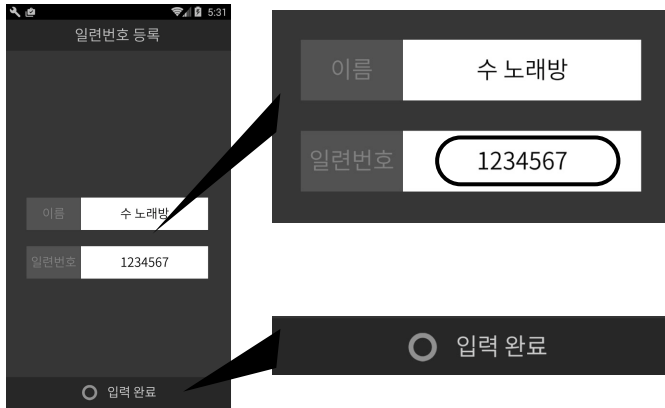 5:31
일련번호 등록
이름 수 노래방
일련번호 1234567
입력 완료
이름 수 노래방
일련번호 1234567
입력 완료